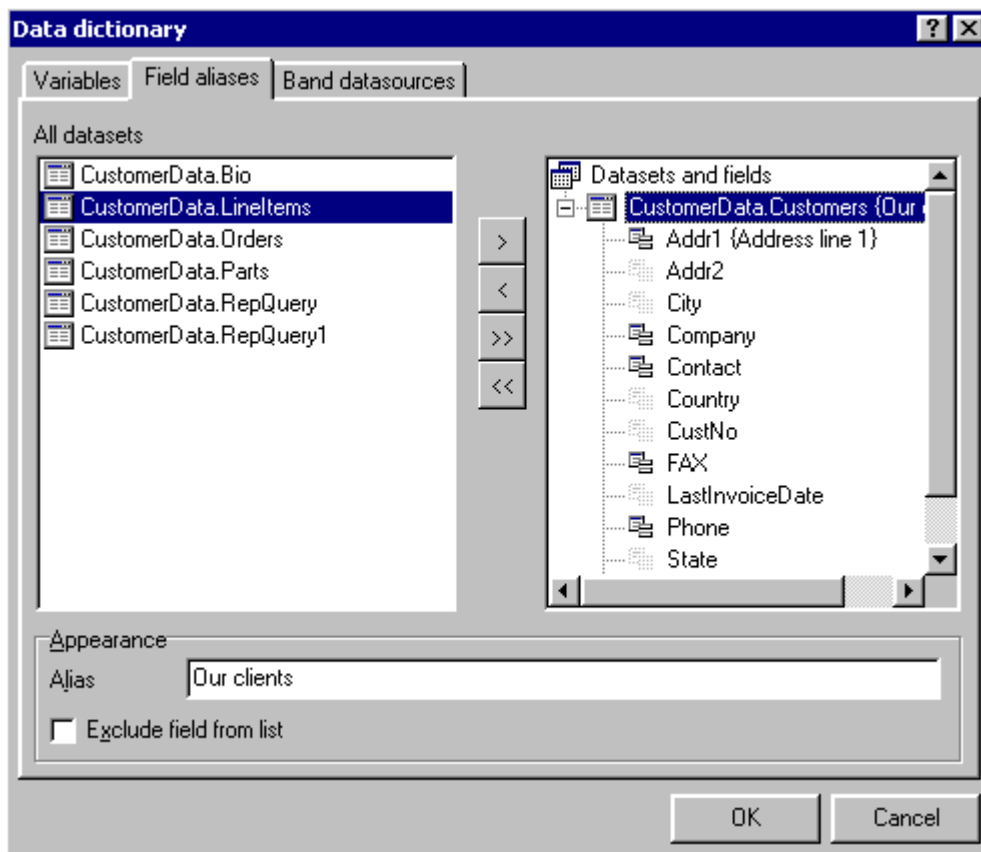 Data dictionary
Variables
Field aliases
Band datasources
All datasets
CustomerData.Bio
CustomerData.LineItems
CustomerData.Orders
CustomerData.Parts
CustomerData.RepQuery
CustomerData.RepQuery1
>
<
>>
<<
Datasets and fields
CustomerData.Customers {Our
Addr1 {Address line 1}
Addr2
City
Company
Contact
Country
CustNo
FAX
LastInvoiceDate
Phone
State
Appearance
Alias
Our clients
Exclude field from list
OK
Cancel